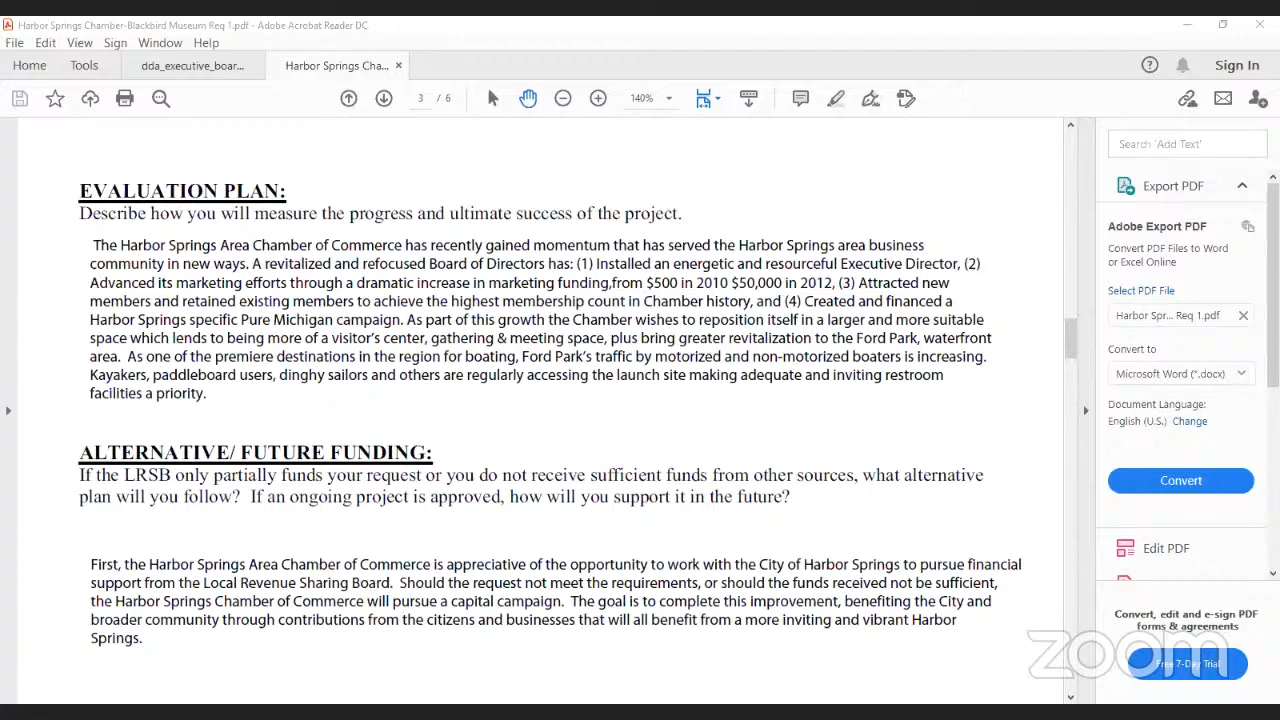 Harbor Springs Chamber-Blackbird Museum Req 1.pdf - Adobe Acrobat Reader DC
File Edit View Sign Window Help
Home Tools dda_executive_boar... Harbor Springs Cha... × Sign In
3 / 6 140%
EVALUATION PLAN:
Describe how you will measure the progress and ultimate success of the project.
The Harbor Springs Area Chamber of Commerce has recently gained momentum that has served the Harbor Springs area business
community in new ways. A revitalized and refocused Board of Directors has: (1) Installed an energetic and resourceful Executive Director, (2)
Advanced its marketing efforts through a dramatic increase in marketing funding,from $500 in 2010 $50,000 in 2012, (3) Attracted new
members and retained existing members to achieve the highest membership count in Chamber history, and (4) Created and financed a
Harbor Springs specific Pure Michigan campaign. As part of this growth the Chamber wishes to reposition itself in a larger and more suitable
space which lends to being more of a visitor's center, gathering & meeting space, plus bring greater revitalization to the Ford Park, waterfront
area. As one of the premiere destinations in the region for boating, Ford Park's traffic by motorized and non-motorized boaters is increasing.
Kayakers, paddleboard users, dinghy sailors and others are regularly accessing the launch site making adequate and inviting restroom
facilities a priority.
ALTERNATIVE/ FUTURE FUNDING:
If the LRSB only partially funds your request or you do not receive sufficient funds from other sources, what alternative
plan will you follow? If an ongoing project is approved, how will you support it in the future?
First, the Harbor Springs Area Chamber of Commerce is appreciative of the opportunity to work with the City of Harbor Springs to pursue financial
support from the Local Revenue Sharing Board. Should the request not meet the requirements, or should the funds received not be sufficient,
the Harbor Springs Chamber of Commerce will pursue a capital campaign. The goal is to complete this improvement, benefiting the City and
broader community through contributions from the citizens and businesses that will all benefit from a more inviting and vibrant Harbor
Springs.
Search 'Add Text'
Export PDF
Adobe Export PDF
Convert PDF Files to Word
or Excel Online
Select PDF File
Harbor Spr... Req 1.pdf
Convert to
Microsoft Word (*.docx)
Document Language:
English (U.S.) Change
Convert
Edit PDF
Convert, edit and e-sign PDF
forms & agreements
Free 7-Day Trial
zoom